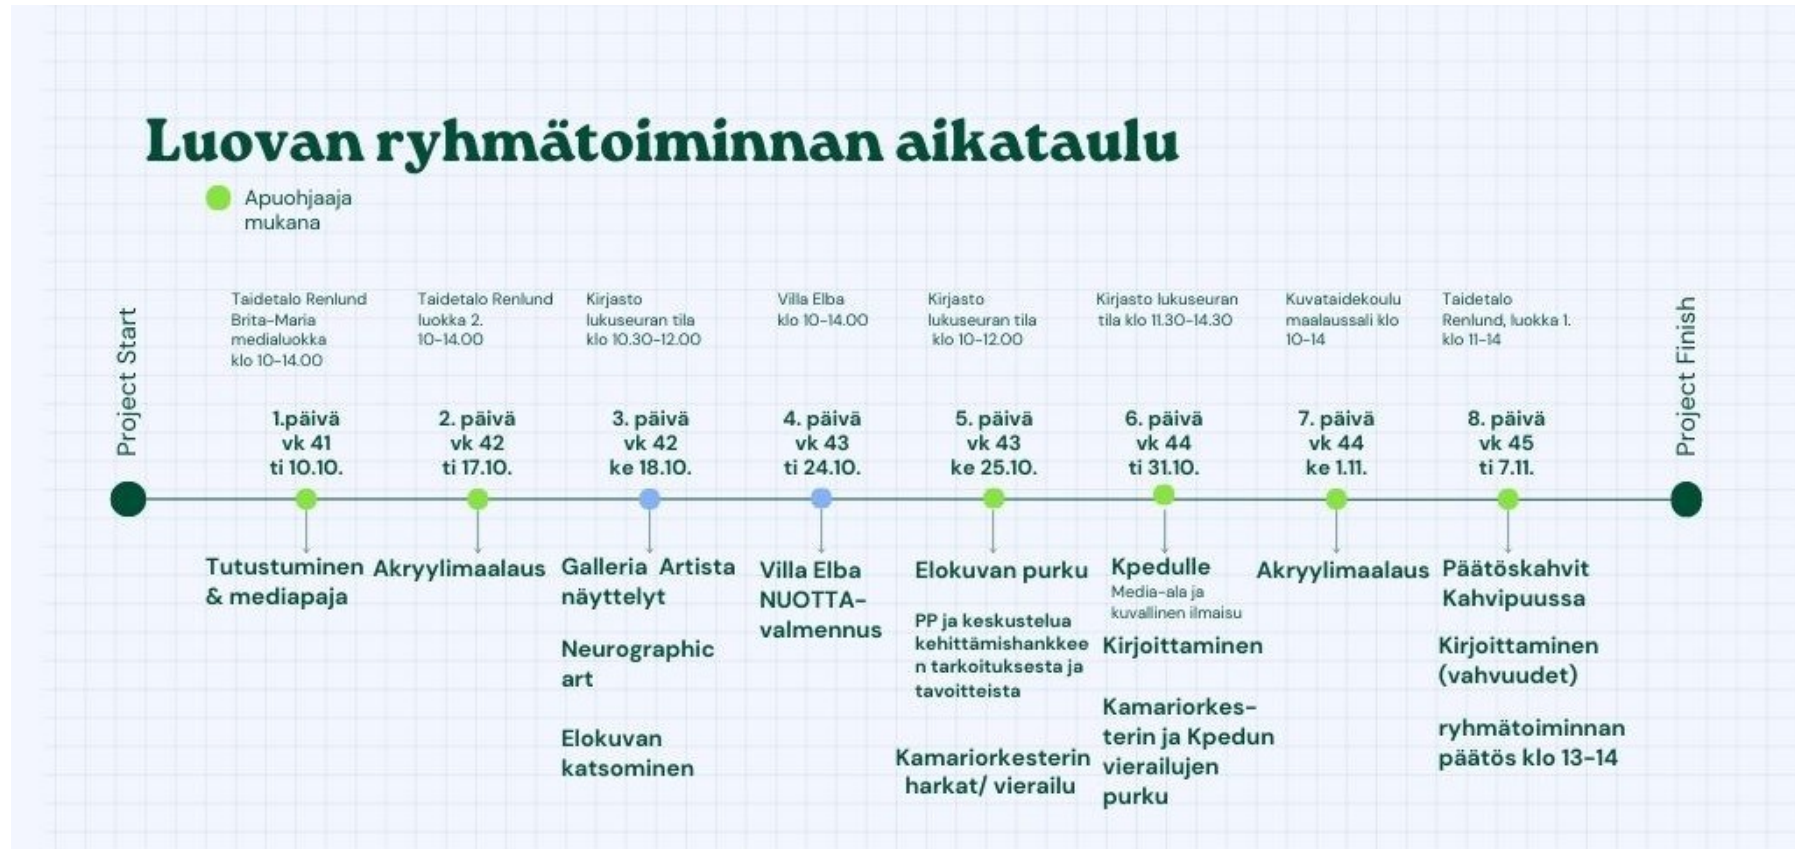 Luovan ryhmätoiminnan aikataulu
Apuohjaaja
mukana
Project Start
Taidetalo Renlund
Brita-Maria
medialuokka
klo 10-14.00
Taidetalo Renlund
luokka 2.
10-14.00
Kirjasto
lukuseuran tila
klo 10.30-12.00
Villa Elba
klo 10-14.00
Kirjasto
lukuseuran tila
klo 10-12.00
Kirjasto lukuseuran
tila klo 11.30-14.30
Kuvataidekoulu
maalaussali klo
10-14
Taidetalo
Renlund, luokka 1.
klo 11-14
Project Finish
1.päivä
vk 41
ti 10.10.
2. päivä
vk 42
ti 17.10.
3. päivä
vk 42
ke 18.10.
4. päivä
vk 43
ti 24.10.
5. päivä
vk 43
ke 25.10.
6. päivä
vk 44
ti 31.10.
7. päivä
vk 44
ke 1.11.
8. päivä
vk 45
ti 7.11.
Tutustuminen
& mediapaja
Akryylimaalaus
Galleria Artista
näyttelyt
Neurographic
art
Elokuvan
katsominen
Villa Elba
NUOTTA-
valmennus
Elokuvan purku
PP ja keskustelua
kehittämishankkee
n tarkoituksesta ja
tavoitteista
Kamariorkesterin
harkat/ vierailu
Kpedulle
Media-ala ja
kuvallinen ilmaisu
Kirjoittaminen
Kamariorkes-
terin ja Kpedun
vierailujen
purku
Akryylimaalaus
Päätöskahvit
Kahvipuussa
Kirjoittaminen
(vahvuudet)
ryhmätoiminnan
päätös klo 13-14